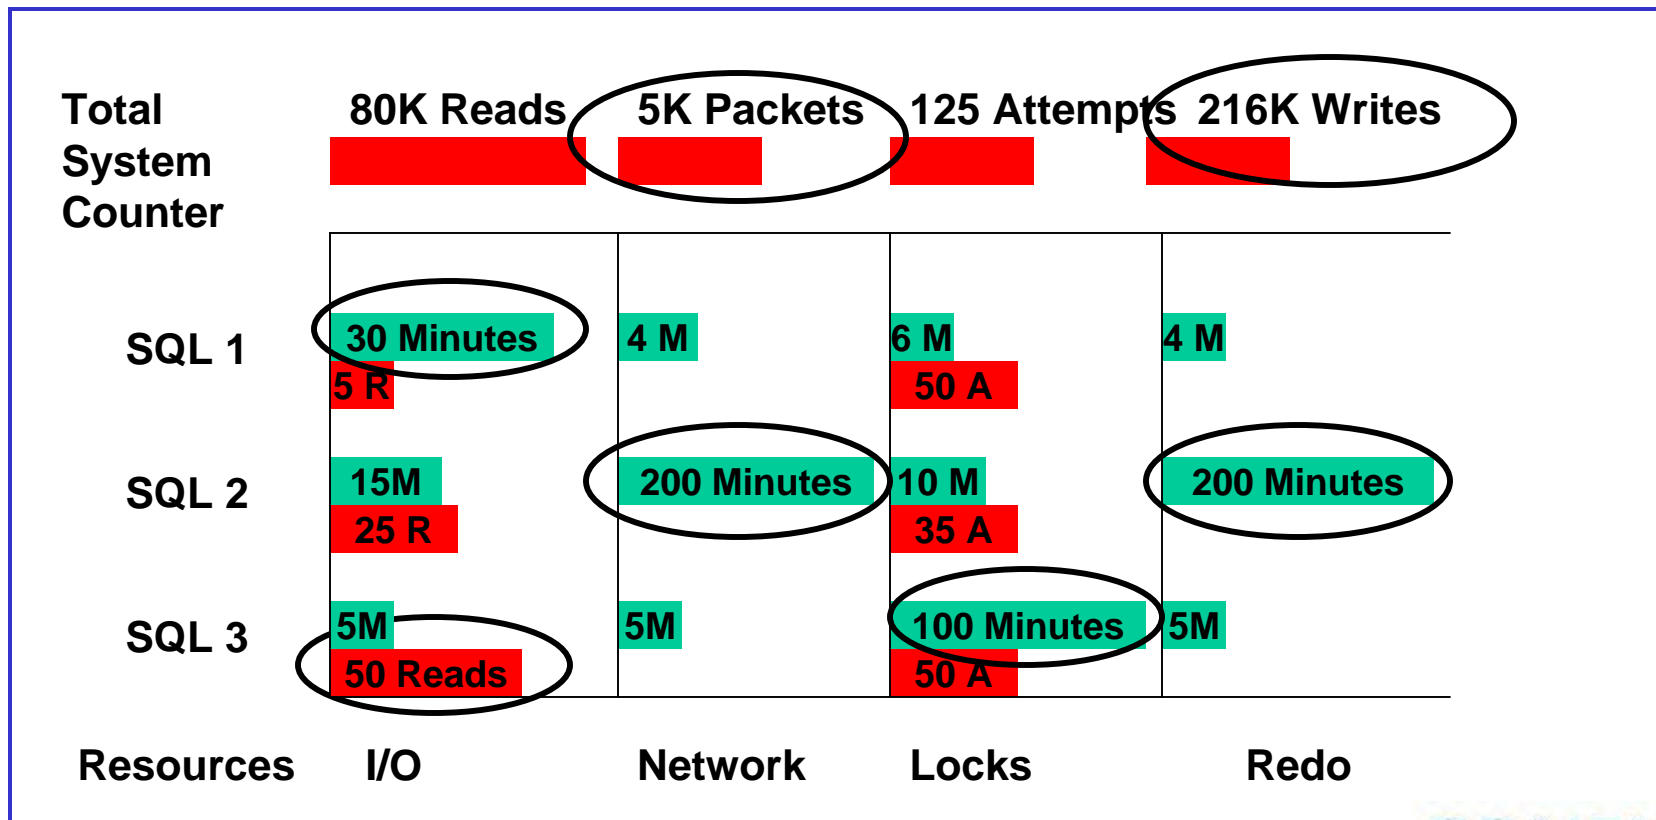 Total 80K Reads 5K Packets 125 Attempts 216K Writes
System
Counter
SQL 1 30 Minutes 4 M 6 M 4 M
5 R 50 A
SQL 2 15M 200 Minutes 10 M 200 Minutes
25 R 35 A
SQL 3 5M 5M 100 Minutes 5M
50 Reads 50 A
Resources I/O Network Locks Redo